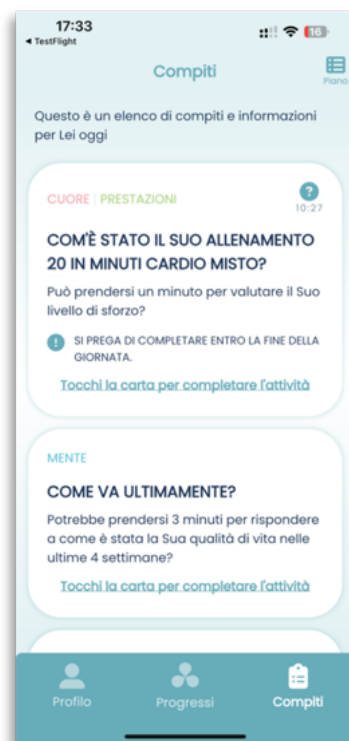 17:33
16
◀ TestFlight
Compiti
Piano
Questo è un elenco di compiti e informazioni
per Lei oggi
CUORE | PRESTAZIONI
?
10:27
COM'È STATO IL SUO ALLENAMENTO
20 IN MINUTI CARDIO MISTO?
Può prendersi un minuto per valutare il Suo
livello di sforzo?
! SI PREGA DI COMPLETARE ENTRO LA FINE DELLA
GIORNATA.
Tocchi la carta per completare l'attività
MENTE
COME VA ULTIMAMENTE?
Potrebbe prendersi 3 minuti per rispondere
a come è stata la Sua qualità di vita nelle
ultime 4 settimane?
Tocchi la carta per completare l'attività
Profilo
Progressi
Compiti